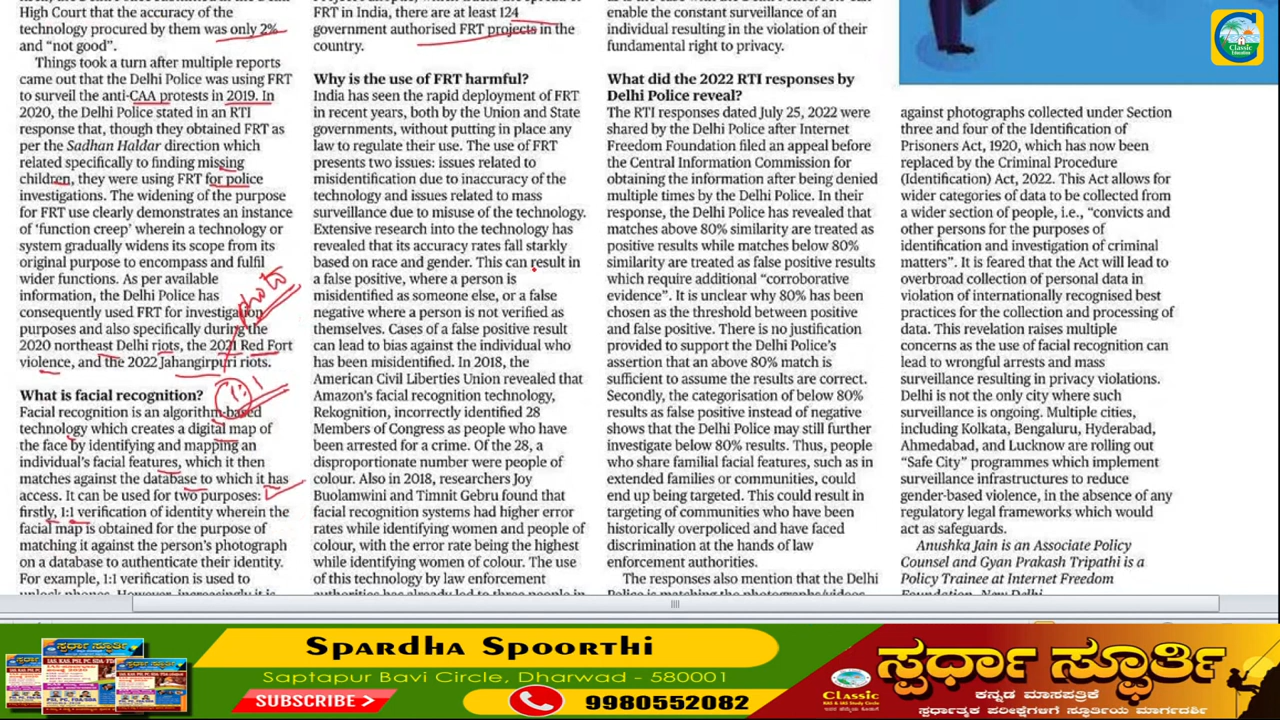 High Court that the accuracy of the
technology procured by them was only 2%
and “not good”.
Things took a turn after multiple reports
came out that the Delhi Police was using FRT
to surveil the anti-CAA protests in 2019. In
2020, the Delhi Police stated in an RTI
response that, though they obtained FRT as
per the Sadhan Haldar direction which
related specifically to finding missing
children, they were using FRT for police
investigations. The widening of the purpose
for FRT use clearly demonstrates an instance
of ‘function creep’ wherein a technology or
system gradually widens its scope from its
original purpose to encompass and fulfil
wider functions. As per available
information, the Delhi Police has
consequently used FRT for investigation
purposes and also specifically during the
2020 northeast Delhi riots, the 2021 Red Fort
violence, and the 2022 Jahangirpuri riots.
photo
1:1
What is facial recognition?
Facial recognition is an algorithm-based
technology which creates a digital map of
the face by identifying and mapping an
individual’s facial features, which it then
matches against the database to which it has
access. It can be used for two purposes:
firstly, 1:1 verification of identity wherein the
facial map is obtained for the purpose of
matching it against the person’s photograph
on a database to authenticate their identity.
For example, 1:1 verification is used to
unlock phones. However, increasingly it is
FRT in India, there are at least 124
government authorised FRT projects in the
country.
Why is the use of FRT harmful?
India has seen the rapid deployment of FRT
in recent years, both by the Union and State
governments, without putting in place any
law to regulate their use. The use of FRT
presents two issues: issues related to
misidentification due to inaccuracy of the
technology and issues related to mass
surveillance due to misuse of the technology.
Extensive research into the technology has
revealed that its accuracy rates fall starkly
based on race and gender. This can result in
a false positive, where a person is
misidentified as someone else, or a false
negative where a person is not verified as
themselves. Cases of a false positive result
can lead to bias against the individual who
has been misidentified. In 2018, the
American Civil Liberties Union revealed that
Amazon’s facial recognition technology,
Rekognition, incorrectly identified 28
Members of Congress as people who have
been arrested for a crime. Of the 28, a
disproportionate number were people of
colour. Also in 2018, researchers Joy
Buolamwini and Timnit Gebru found that
facial recognition systems had higher error
rates while identifying women and people of
colour, with the error rate being the highest
while identifying women of colour. The use
of this technology by law enforcement
authorities has already led to three people in
enable the constant surveillance of an
individual resulting in the violation of their
fundamental right to privacy.
What did the 2022 RTI responses by
Delhi Police reveal?
The RTI responses dated July 25, 2022 were
shared by the Delhi Police after Internet
Freedom Foundation filed an appeal before
the Central Information Commission for
obtaining the information after being denied
multiple times by the Delhi Police. In their
response, the Delhi Police has revealed that
matches above 80% similarity are treated as
positive results while matches below 80%
similarity are treated as false positive results
which require additional “corroborative
evidence”. It is unclear why 80% has been
chosen as the threshold between positive
and false positive. There is no justification
provided to support the Delhi Police’s
assertion that an above 80% match is
sufficient to assume the results are correct.
Secondly, the categorisation of below 80%
results as false positive instead of negative
shows that the Delhi Police may still further
investigate below 80% results. Thus, people
who share familial facial features, such as in
extended families or communities, could
end up being targeted. This could result in
targeting of communities who have been
historically overpoliced and have faced
discrimination at the hands of law
enforcement authorities.
The responses also mention that the Delhi
Police is matching the photographs/videos
against photographs collected under Section
three and four of the Identification of
Prisoners Act, 1920, which has now been
replaced by the Criminal Procedure
(Identification) Act, 2022. This Act allows for
wider categories of data to be collected from
a wider section of people, i.e., “convicts and
other persons for the purposes of
identification and investigation of criminal
matters”. It is feared that the Act will lead to
overbroad collection of personal data in
violation of internationally recognised best
practices for the collection and processing of
data. This revelation raises multiple
concerns as the use of facial recognition can
lead to wrongful arrests and mass
surveillance resulting in privacy violations.
Delhi is not the only city where such
surveillance is ongoing. Multiple cities,
including Kolkata, Bengaluru, Hyderabad,
Ahmedabad, and Lucknow are rolling out
“Safe City” programmes which implement
surveillance infrastructures to reduce
gender-based violence, in the absence of any
regulatory legal frameworks which would
act as safeguards.
Anushka Jain is an Associate Policy
Counsel and Gyan Prakash Tripathi is a
Policy Trainee at Internet Freedom
Foundation, New Delhi
Classic
Education
ಸ್ಪರ್ಧಾ ಸ್ಫೂರ್ತಿ
Spardha Spoorthi
Saptapur Bavi Circle, Dharwad - 580001
SUBSCRIBE
9980552082
Classic
KAS & IAS Study Circle
ಸ್ಪರ್ಧಾ ಸ್ಫೂರ್ತಿ
ಕನ್ನಡ ಮಾಸಪತ್ರಿಕೆ
ಸ್ಪರ್ಧಾತ್ಮಕ ಪರೀಕ್ಷೆಗಳಿಗೆ ಸ್ಫೂರ್ತಿಯ ಮಾರ್ಗದರ್ಶಿ